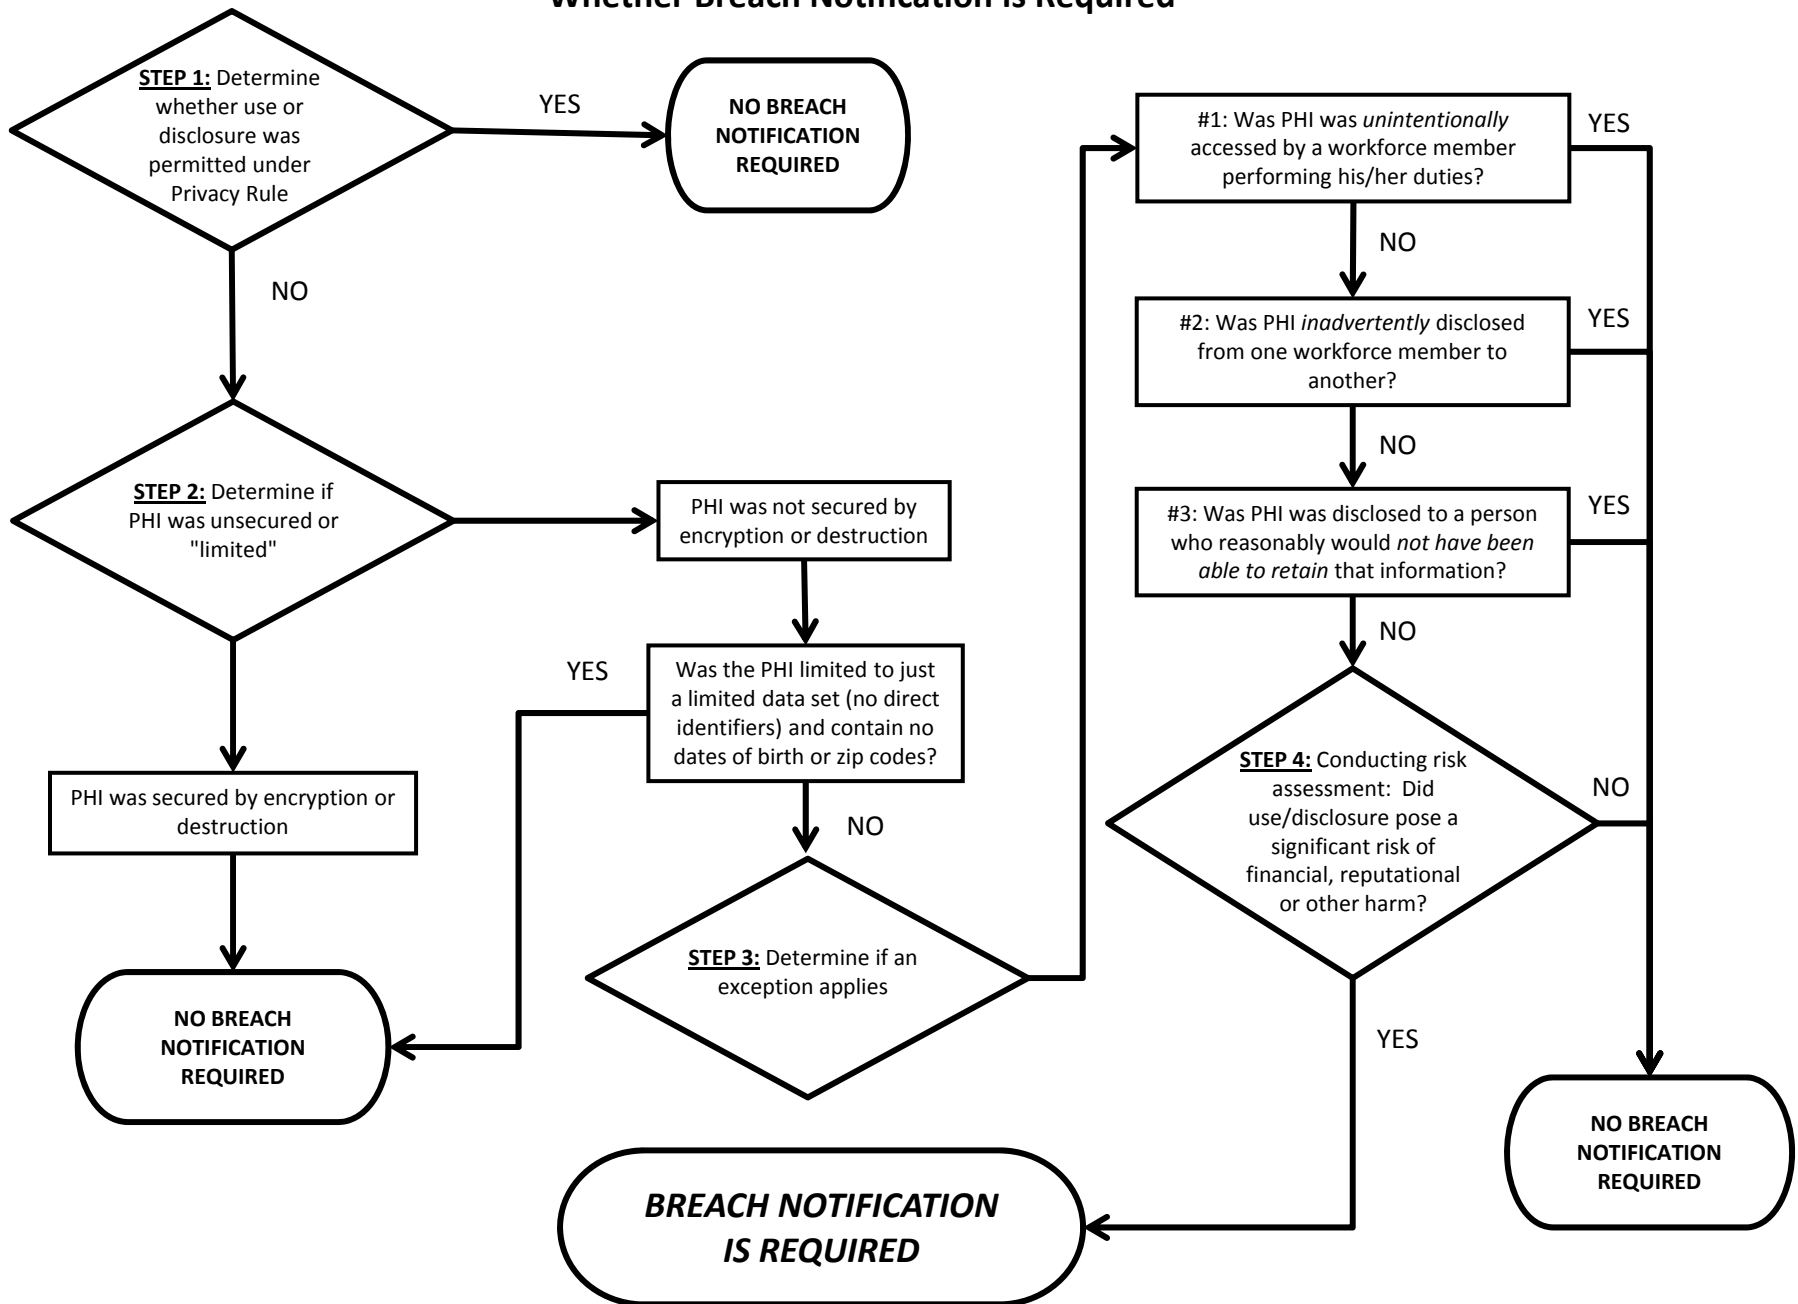 Whether Breach Notification is Required
STEP 1: Determine
whether use or
disclosure was
permitted under
Privacy Rule
YES
NO BREACH
NOTIFICATION
REQUIRED
NO
STEP 2: Determine if
PHI was unsecured or
"limited"
PHI was not secured by
encryption or destruction
YES
Was the PHI limited to just
a limited data set (no direct
identifiers) and contain no
dates of birth or zip codes?
PHI was secured by encryption or
destruction
NO
STEP 3: Determine if an
exception applies
NO BREACH
NOTIFICATION
REQUIRED
#1: Was PHI was unintentionally
accessed by a workforce member
performing his/her duties?
YES
NO
#2: Was PHI inadvertently disclosed
from one workforce member to
another?
YES
NO
#3: Was PHI was disclosed to a person
who reasonably would not have been
able to retain that information?
YES
NO
STEP 4: Conducting risk
assessment: Did
use/disclosure pose a
significant risk of
financial, reputational
or other harm?
NO
YES
NO BREACH
NOTIFICATION
REQUIRED
BREACH NOTIFICATION
IS REQUIRED